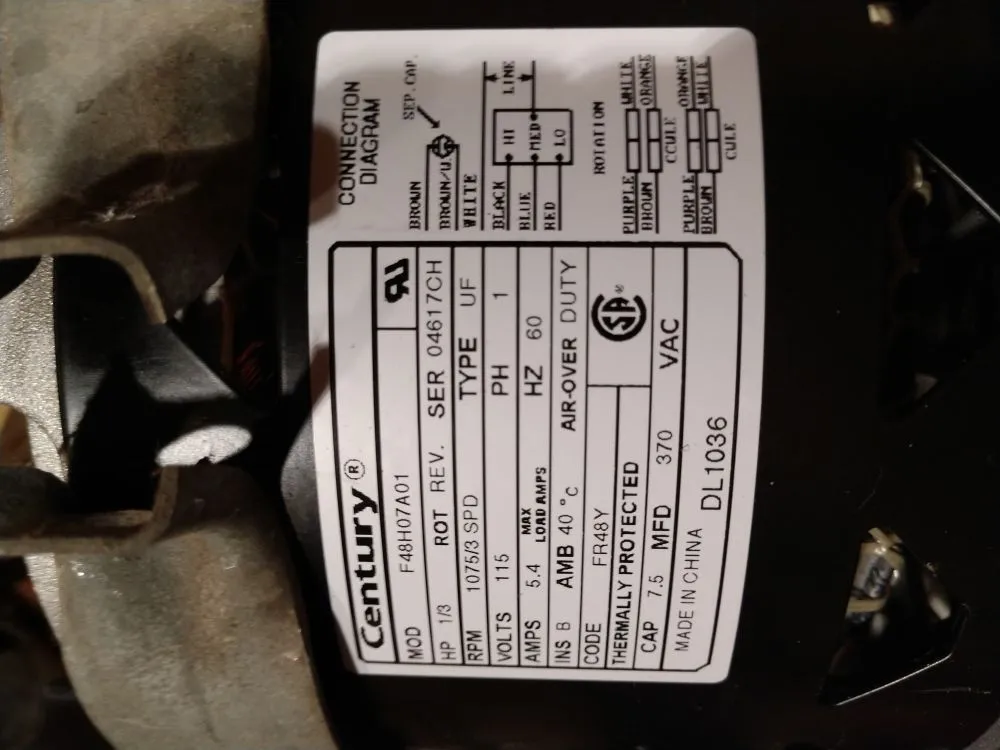 CONNECTION
DIAGRAM
SEP. CAP.
BROWN
BROWN/W.
WHITE
LINE
BLACK HI
BLUE MED
RED LO
ROTATION
PURPLE WHITE
BROWN ORANGE
CCWLE
PURPLE ORANGE
BROWN WHITE
CWLE
Century®
MOD F48H07A01
HP 1/3 ROT REV. SER 04617CH
RPM 1075/3 SPD TYPE UF
VOLTS 115 PH 1
AMPS 5.4 MAX LOAD AMPS HZ 60
INS B AMB 40 °C AIR-OVER DUTY
CODE FR48Y
THERMALLY PROTECTED
SA®
CAP 7.5 MFD 370 VAC
MADE IN CHINA DL1036